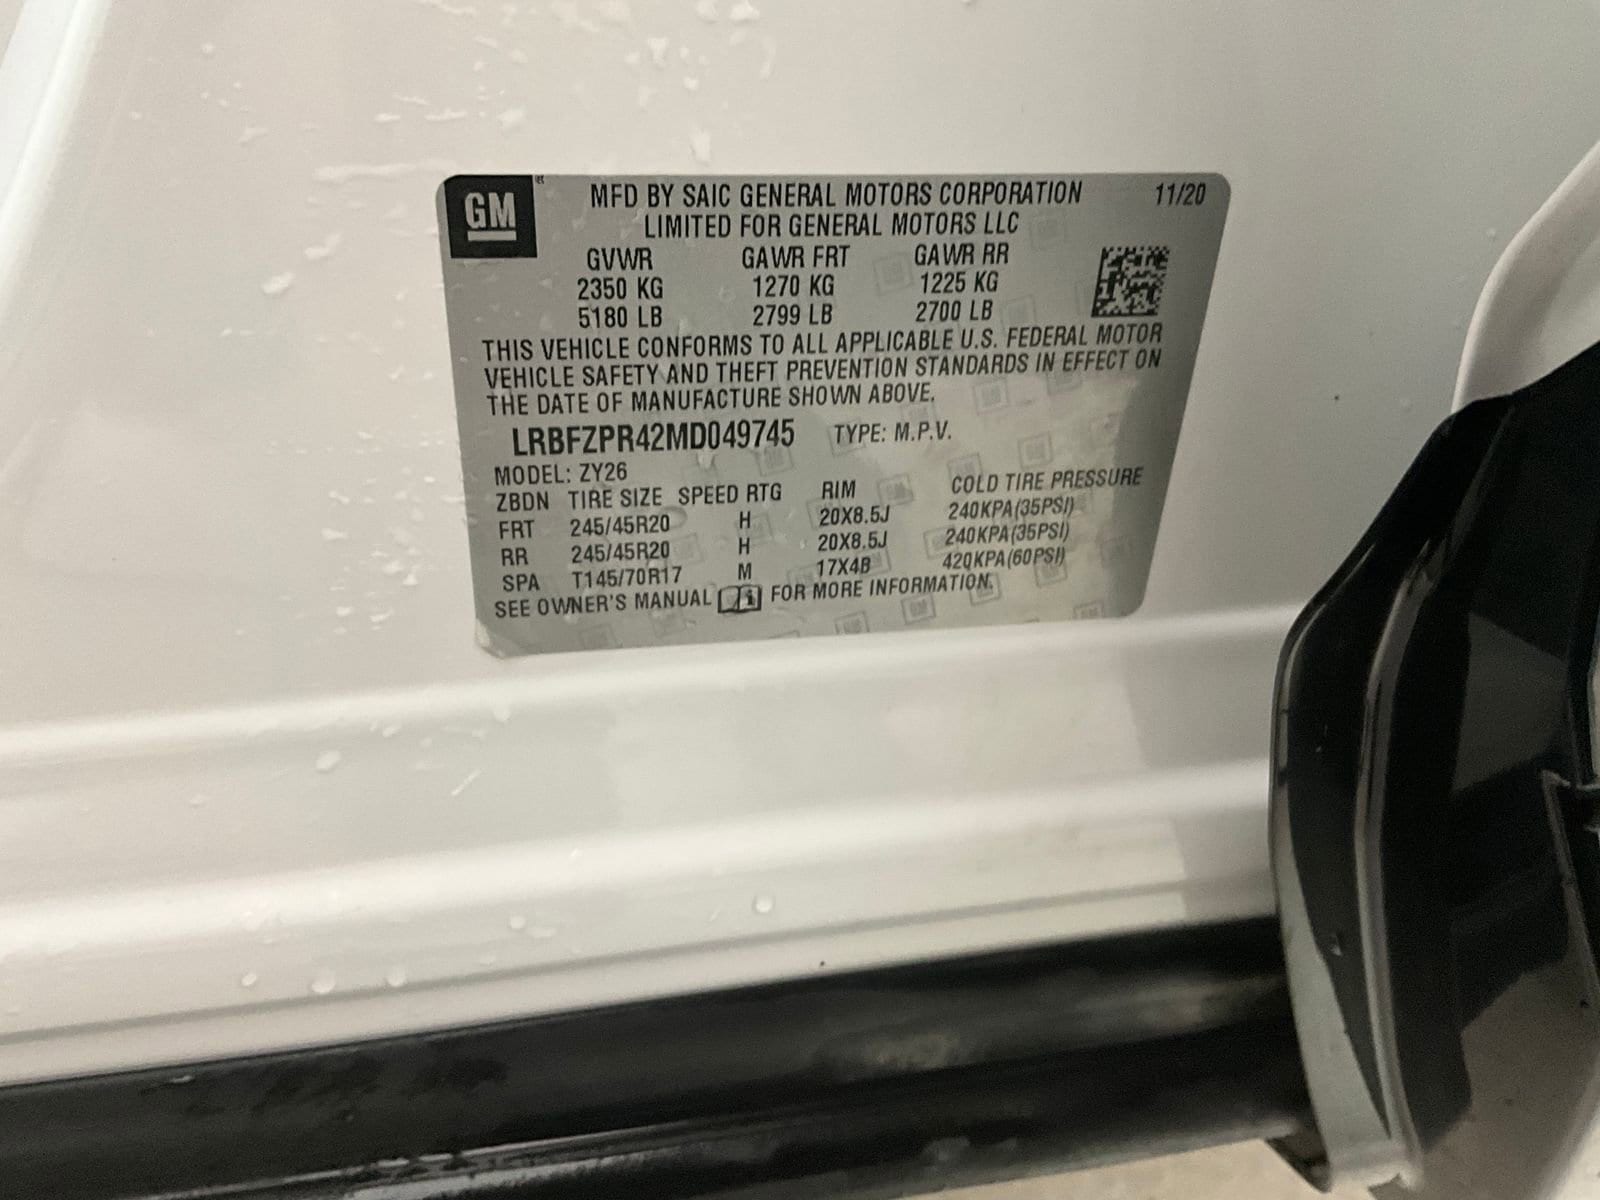 GM
MFD BY SAIC GENERAL MOTORS CORPORATION 11/20
LIMITED FOR GENERAL MOTORS LLC
GVWR GAWR FRT GAWR RR
2350 KG 1270 KG 1225 KG
5180 LB 2799 LB 2700 LB
THIS VEHICLE CONFORMS TO ALL APPLICABLE U.S. FEDERAL MOTOR
VEHICLE SAFETY AND THEFT PREVENTION STANDARDS IN EFFECT ON
THE DATE OF MANUFACTURE SHOWN ABOVE.
LRBFZPR42MD049745 TYPE: M.P.V.
MODEL: ZY26
ZBDN TIRE SIZE SPEED RTG RIM COLD TIRE PRESSURE
FRT 245/45R20 H 20X8.5J 240KPA(35PSI)
RR 245/45R20 H 20X8.5J 240KPA(35PSI)
SPA T145/70R17 M 17X4B 420KPA(60PSI)
SEE OWNER'S MANUAL FOR MORE INFORMATION.